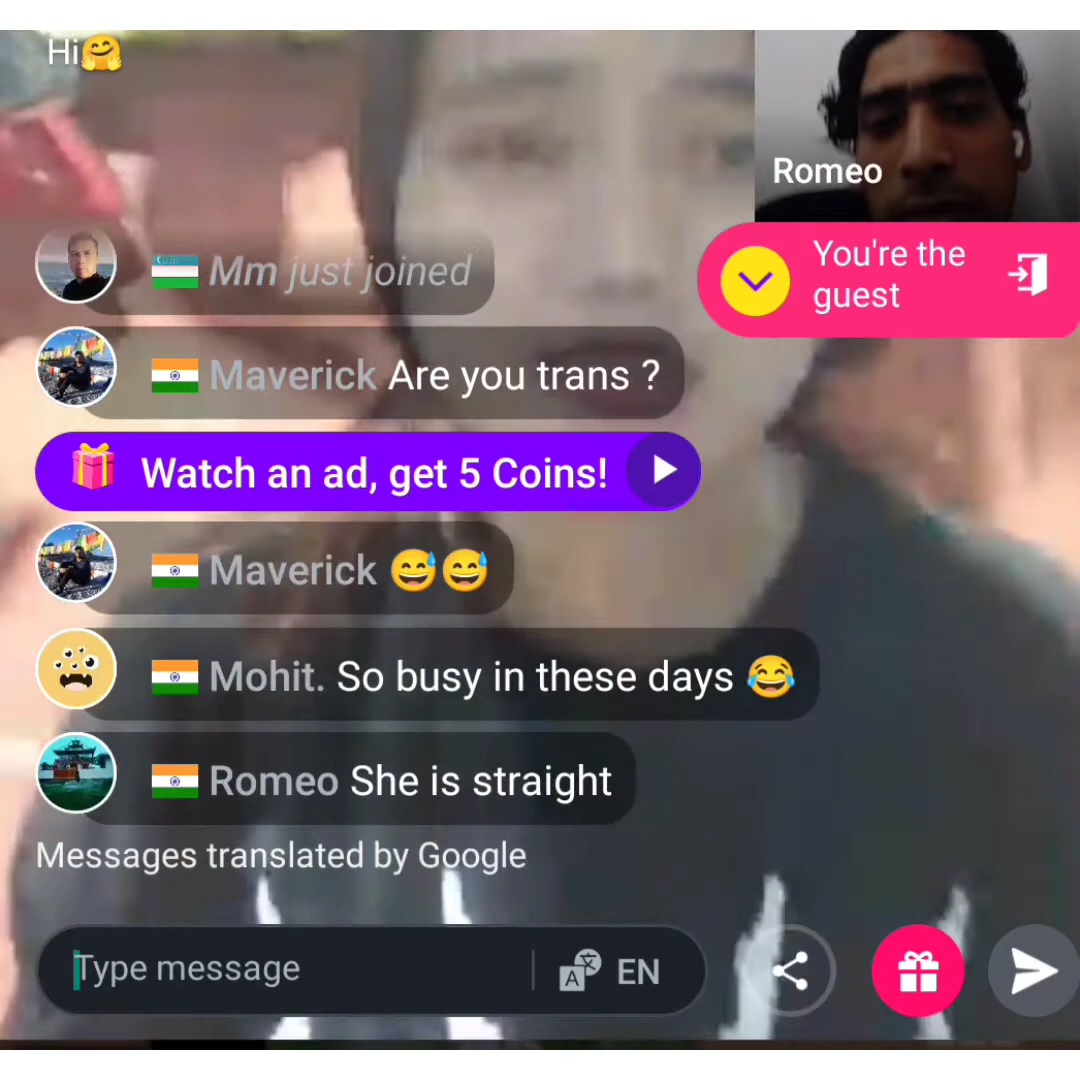 Hi🤗
Romeo
You're the
guest
Mm just joined
Maverick Are you trans ?
Watch an ad, get 5 Coins!
Maverick 😅😅
Mohit. So busy in these days 😂
Romeo She is straight
Messages translated by Google
Type message
EN